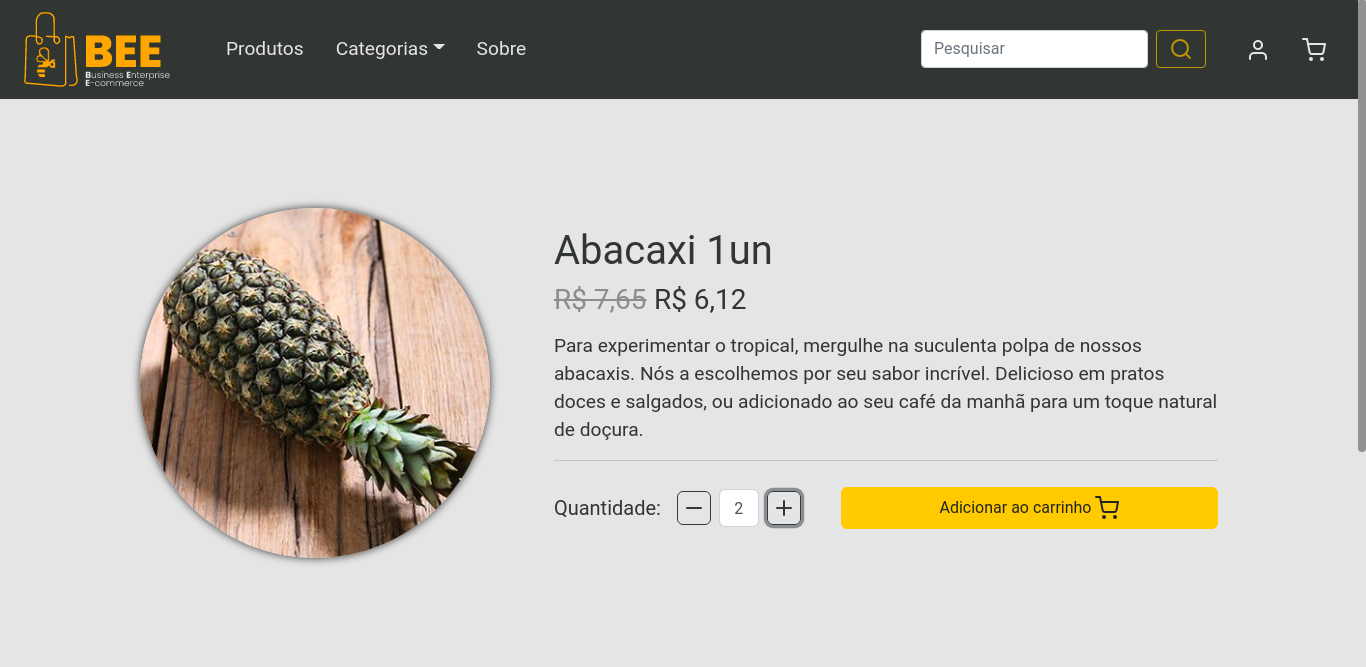 BEE
Business Enterprise
E-commerce
Produtos
Categorias
Sobre
Pesquisar
Abacaxi 1un
R$ 7,65 R$ 6,12
Para experimentar o tropical, mergulhe na suculenta polpa de nossos
abacaxis. Nós a escolhemos por seu sabor incrível. Delicioso em pratos
doces e salgados, ou adicionado ao seu café da manhã para um toque natural
de doçura.
Quantidade:
2
Adicionar ao carrinho